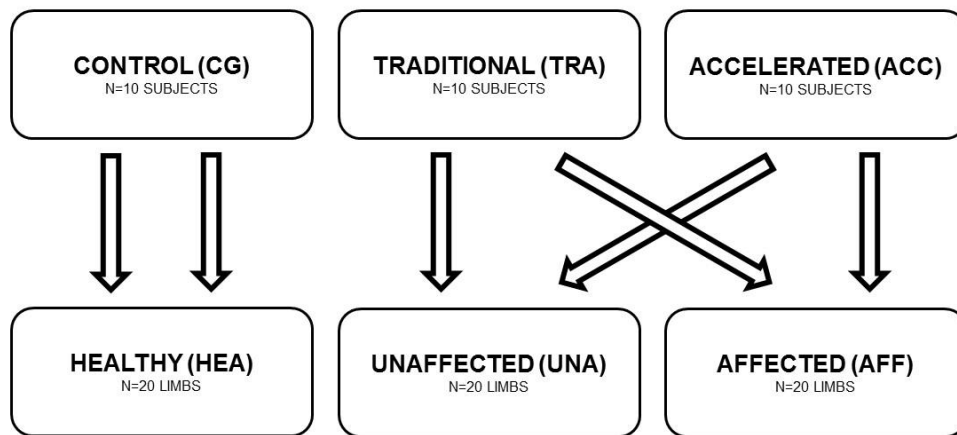 CONTROL (CG)
N=10 SUBJECTS
TRADITIONAL (TRA)
N=10 SUBJECTS
ACCELERATED (ACC)
N=10 SUBJECTS
HEALTHY (HEA)
N=20 LIMBS
UNAFFECTED (UNA)
N=20 LIMBS
AFFECTED (AFF)
N=20 LIMBS